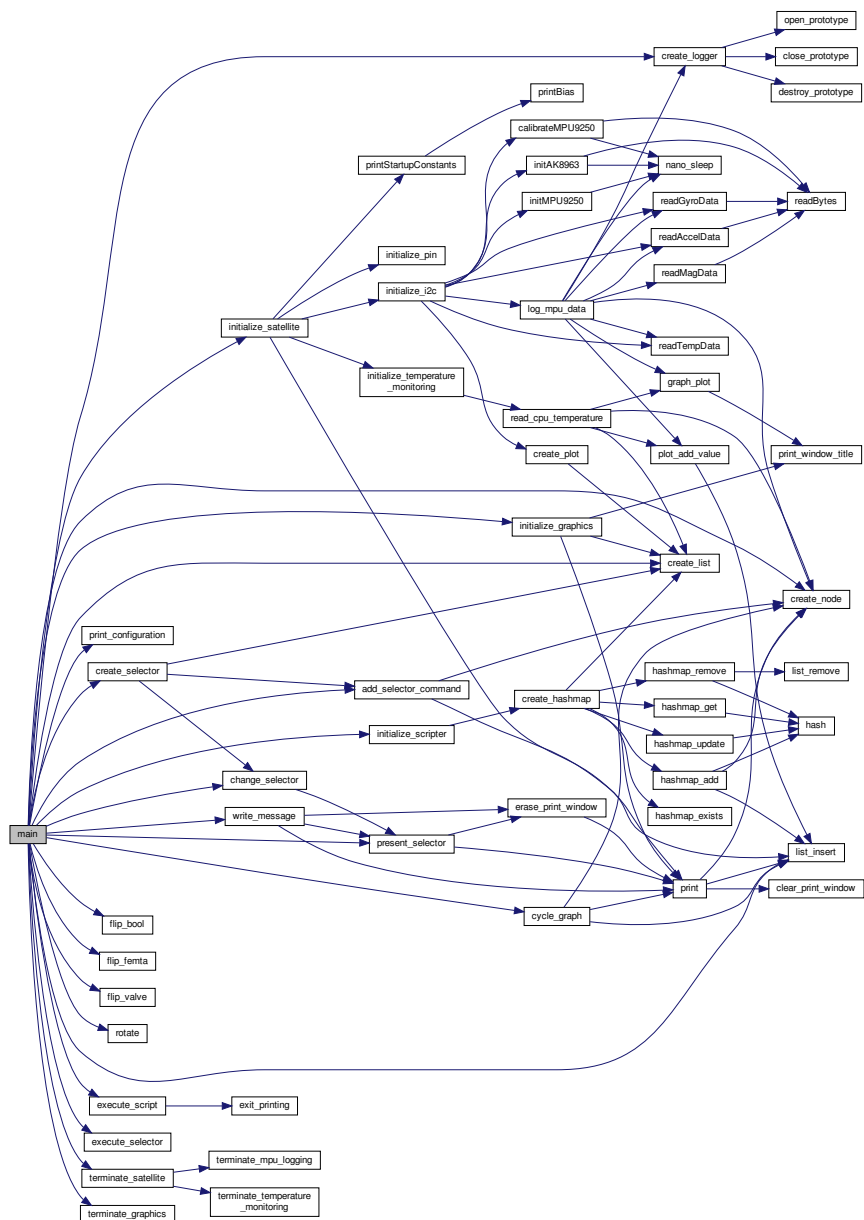 open_prototype
create_logger
close_prototype
destroy_prototype
printBias
calibrateMPU9250
printStartupConstants
initAK8963
nano_sleep
initMPU9250
readGyroData
readBytes
readAccelData
initialize_pin
readMagData
initialize_i2c
log_mpu_data
initialize_satellite
readTempData
initialize_temperature
_monitoring
graph_plot
read_cpu_temperature
create_plot
plot_add_value
print_window_title
initialize_graphics
create_list
create_node
print_configuration
create_selector
hashmap_remove
list_remove
add_selector_command
create_hashmap
hashmap_get
hash
initialize_scripter
hashmap_update
change_selector
hashmap_add
write_message
erase_print_window
hashmap_exists
main
present_selector
list_insert
print
clear_print_window
cycle_graph
flip_bool
flip_femta
flip_valve
rotate
execute_script
exit_printing
execute_selector
terminate_mpu_logging
terminate_satellite
terminate_temperature
_monitoring
terminate_graphics